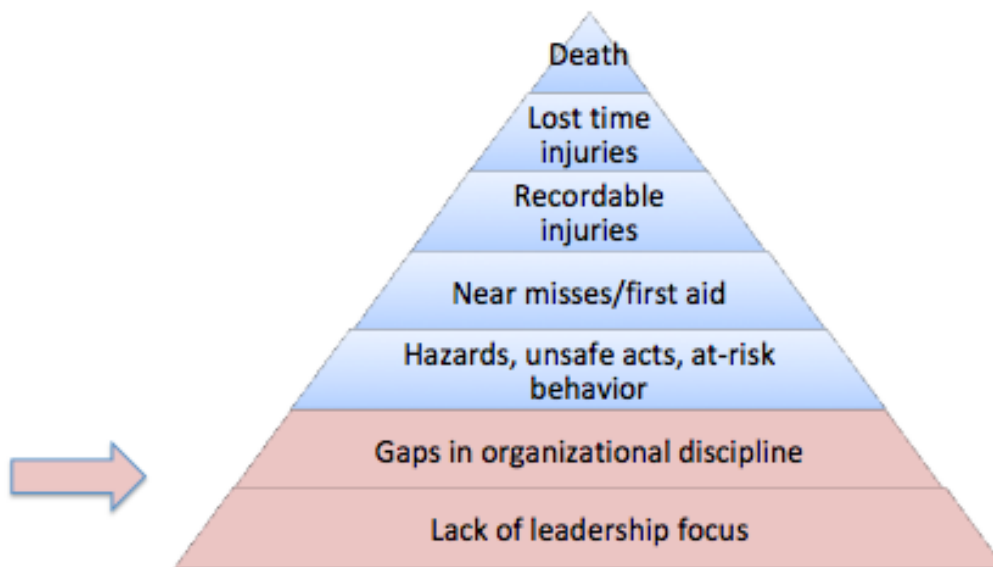 Death
Lost time
injuries
Recordable
injuries
Near misses/first aid
Hazards, unsafe acts, at-risk
behavior
Gaps in organizational discipline
Lack of leadership focus